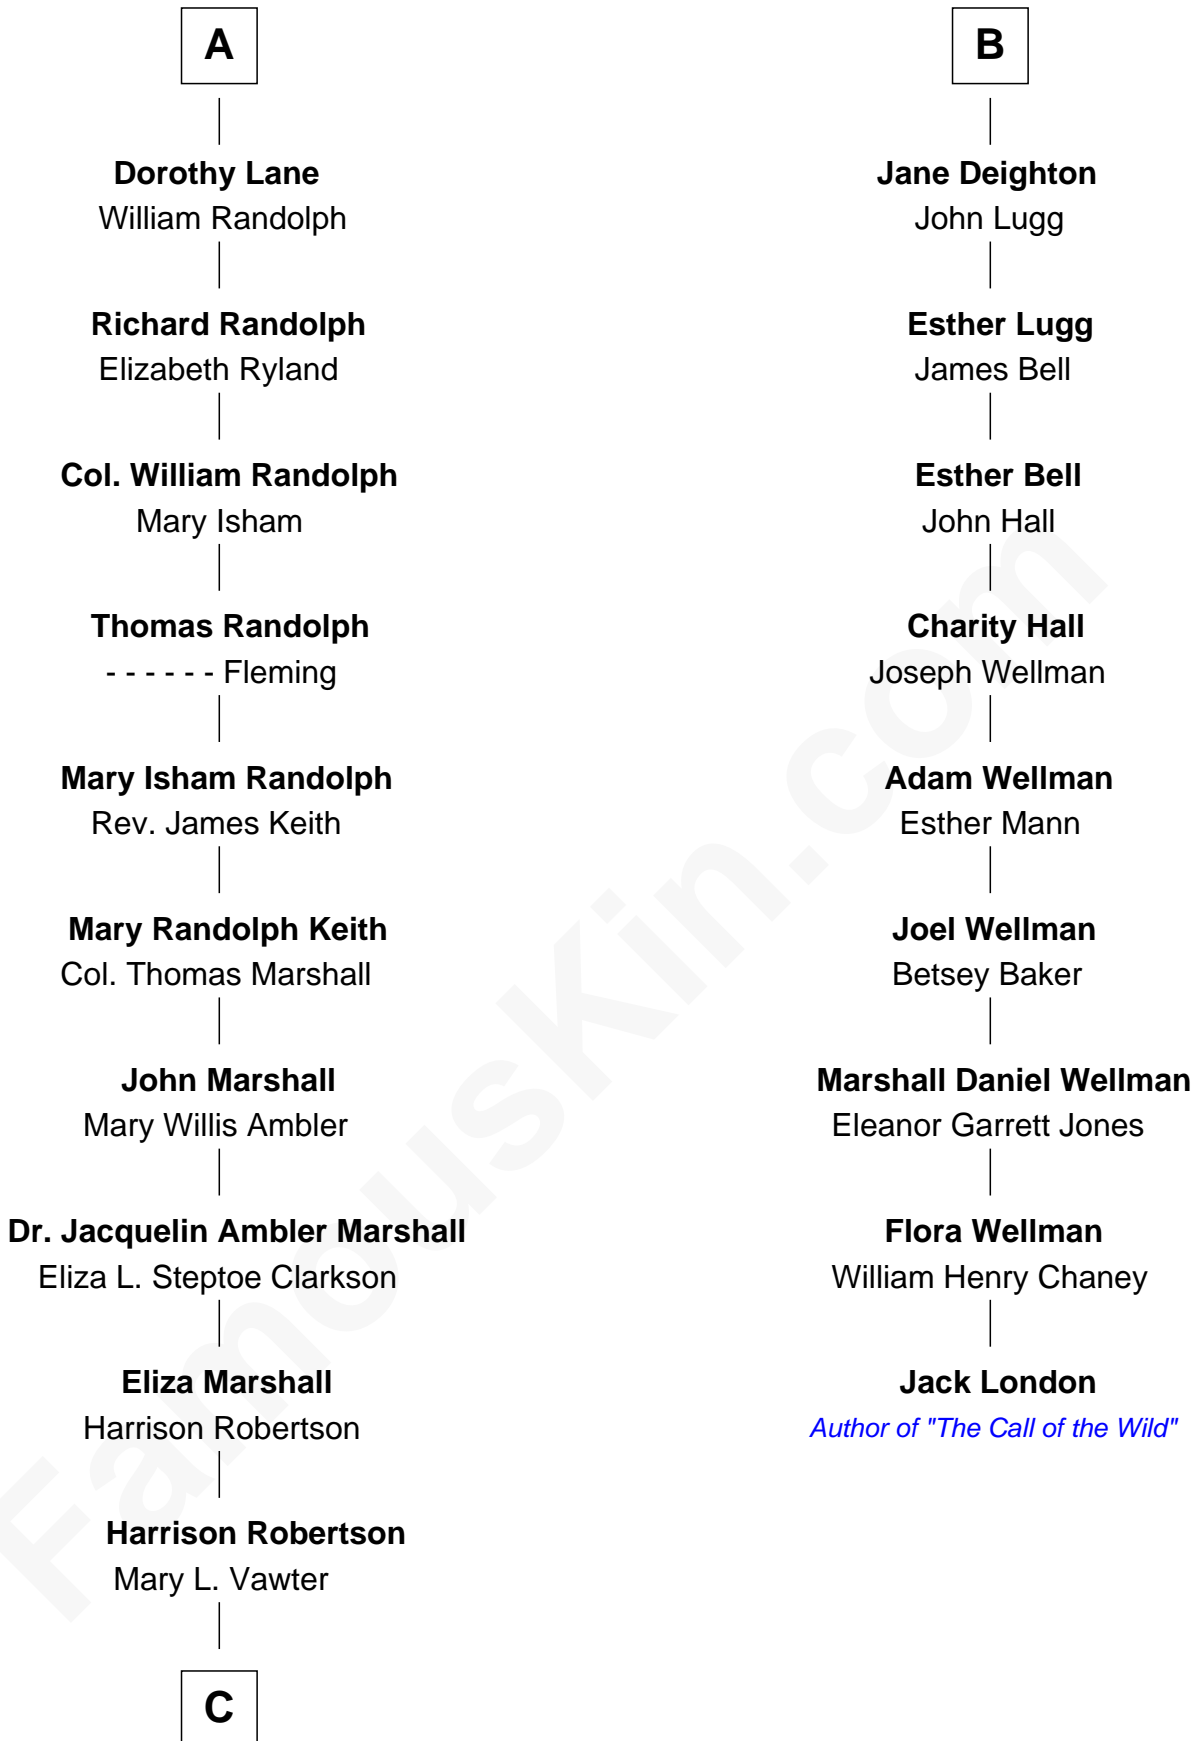 A
Dorothy Lane
William Randolph
Richard Randolph
Elizabeth Ryland
Col. William Randolph
Mary Isham
Thomas Randolph
- - - - - - Fleming
Mary Isham Randolph
Rev. James Keith
Mary Randolph Keith
Col. Thomas Marshall
John Marshall
Mary Willis Ambler
Dr. Jacquelin Ambler Marshall
Eliza L. Steptoe Clarkson
Eliza Marshall
Harrison Robertson
Harrison Robertson
Mary L. Vawter
C
B
Jane Deighton
John Lugg
Esther Lugg
James Bell
Esther Bell
John Hall
Charity Hall
Joseph Wellman
Adam Wellman
Esther Mann
Joel Wellman
Betsey Baker
Marshall Daniel Wellman
Eleanor Garrett Jones
Flora Wellman
William Henry Chaney
Jack London
Author of "The Call of the Wild"
FamousKin.com